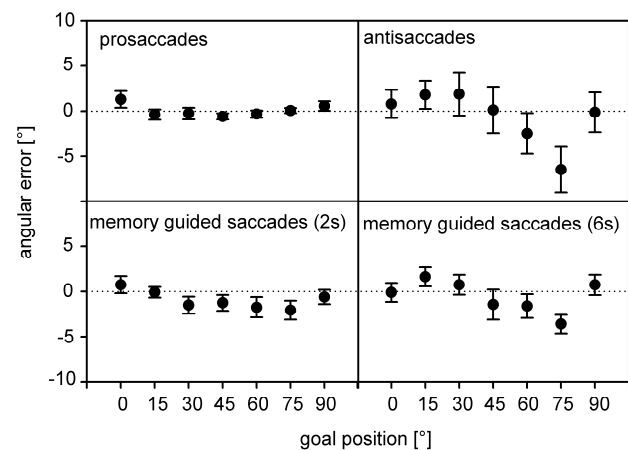 prosaccades
antisaccades
memory guided saccades (2s)
memory guided saccades (6s)
angular error [°]
10
5
0
-5
5
0
-5
-10
0 15 30 45 60 75 90
0 15 30 45 60 75 90
goal position [°]